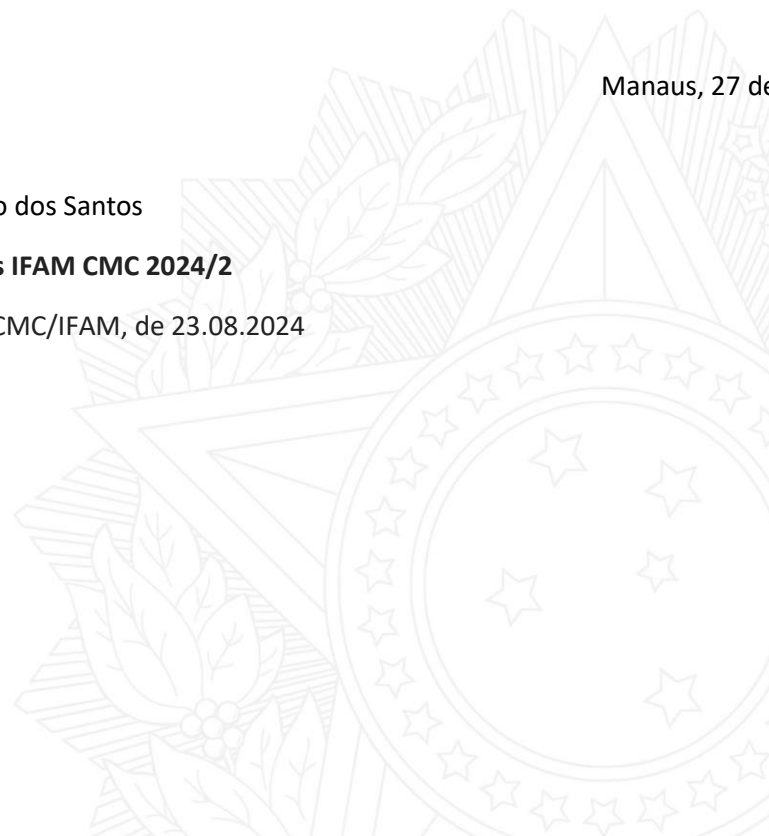 Manaus, 27 de
o dos Santos
s IFAM CMC 2024/2
CMC/IFAM, de 23.08.2024